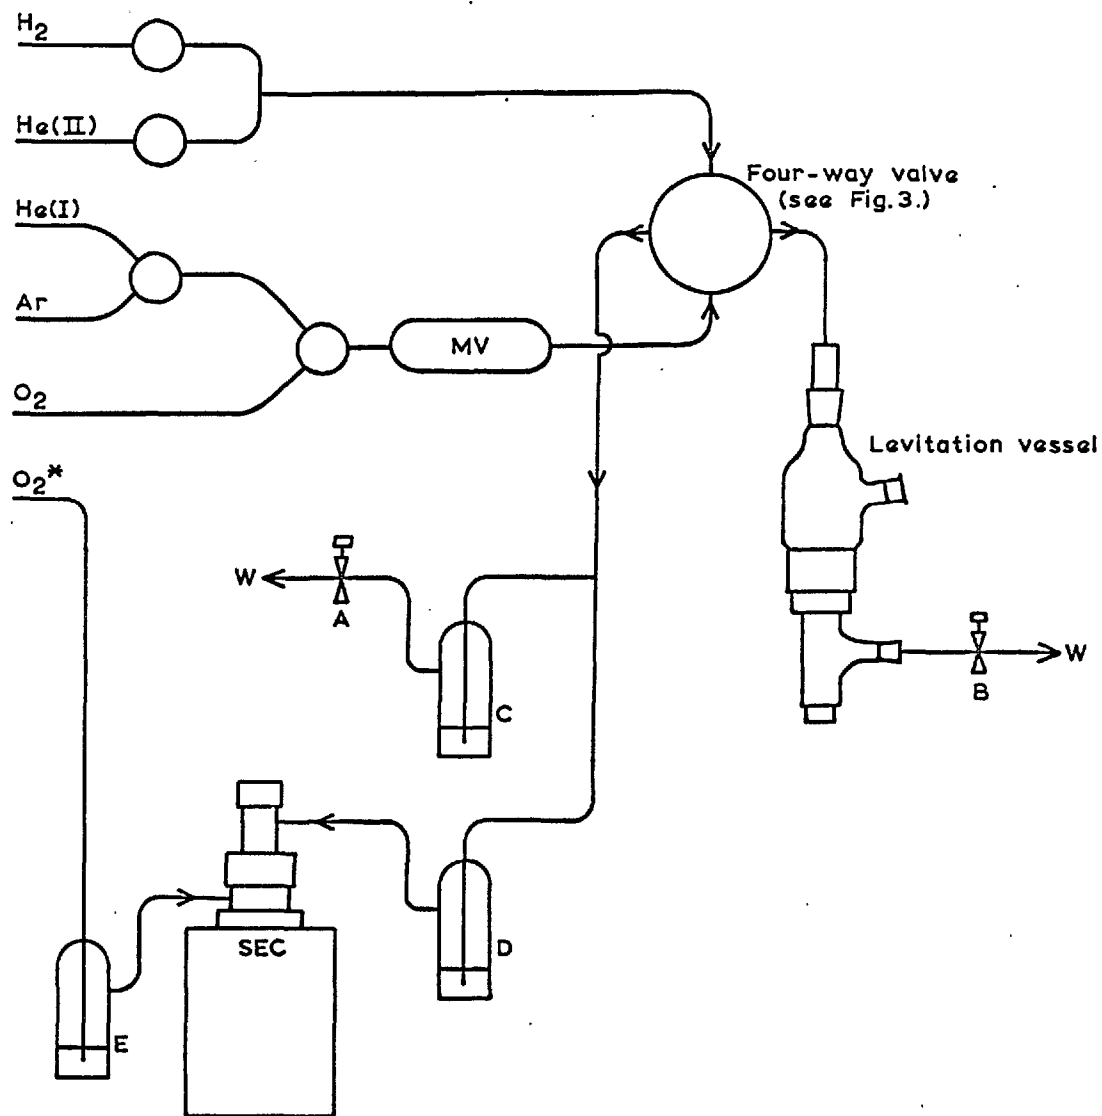 H2
He(II)
He(I)
Ar
O2
O2*
MV
Four-way valve
(see Fig.3.)
Levitation vessel
W
A
C
B
W
D
SEC
E